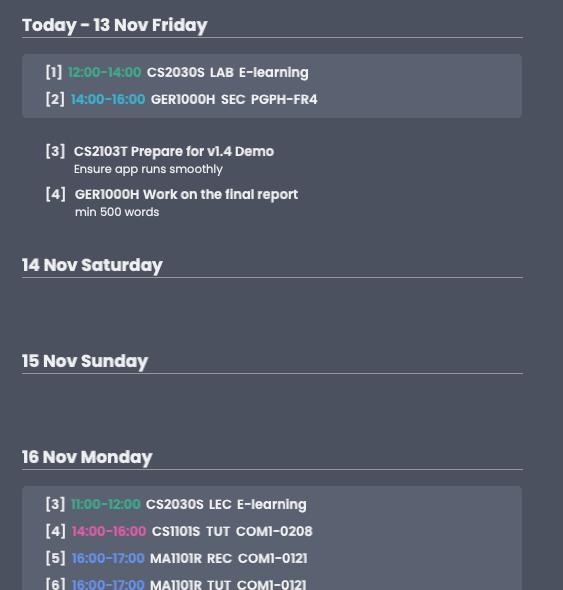 Today - 13 Nov Friday
[1] 12:00-14:00 CS2030S LAB E-learning
[2] 14:00-16:00 GER1000H SEC PGPH-FR4
[3] CS2103T Prepare for v1.4 Demo
Ensure app runs smoothly
[4] GER1000H Work on the final report
min 500 words
14 Nov Saturday
15 Nov Sunday
16 Nov Monday
[3] 11:00-12:00 CS2030S LEC E-learning
[4] 14:00-16:00 CS1101S TUT COM1-0208
[5] 16:00-17:00 MA1101R REC COM1-0121
[6] 16:00-17:00 MA1101R TUT COM1-0121